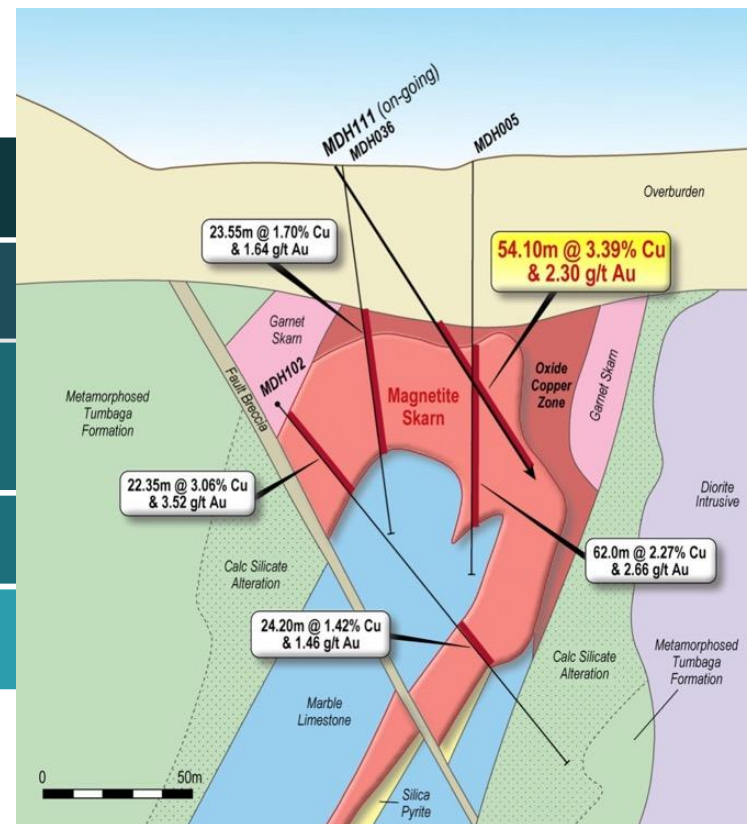 MDH111 (on-going)
MDH036
MDH005
Overburden
23.55m @ 1.70% Cu
& 1.64 g/t Au
54.10m @ 3.39% Cu
& 2.30 g/t Au
Garnet
Skarn
MDH102
Fault Breccia
Magnetite
Skarn
Oxide
Copper
Zone
Garnet Skarn
Metamorphosed
Tumbaga
Formation
22.35m @ 3.06% Cu
& 3.52 g/t Au
Diorite
Intrusive
62.0m @ 2.27% Cu
& 2.66 g/t Au
Calc Silicate
Alteration
24.20m @ 1.42% Cu
& 1.46 g/t Au
Calc Silicate
Alteration
Metamorphosed
Tumbaga
Formation
Marble
Limestone
0 50m
Silica
Pyrite